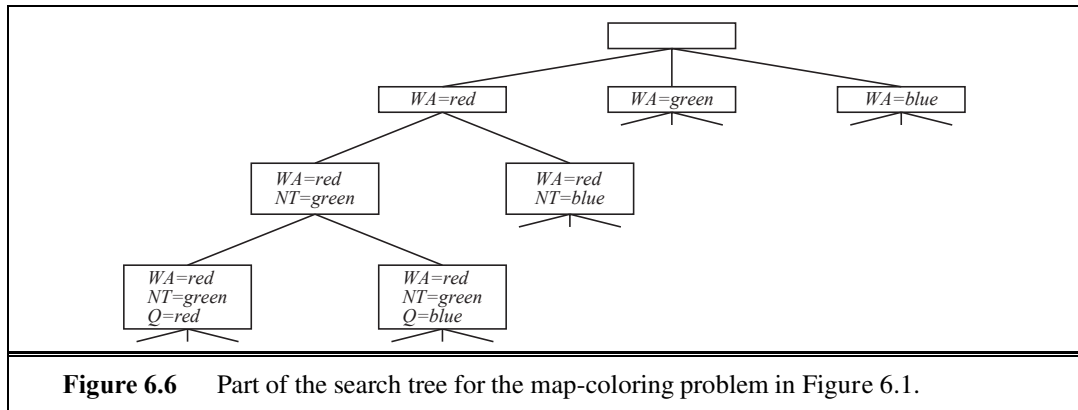 WA=red
WA=green
WA=blue
WA=red
NT=green
WA=red
NT=blue
WA=red
NT=green
Q=red
WA=red
NT=green
Q=blue
Figure 6.6 Part of the search tree for the map-coloring problem in Figure 6.1.